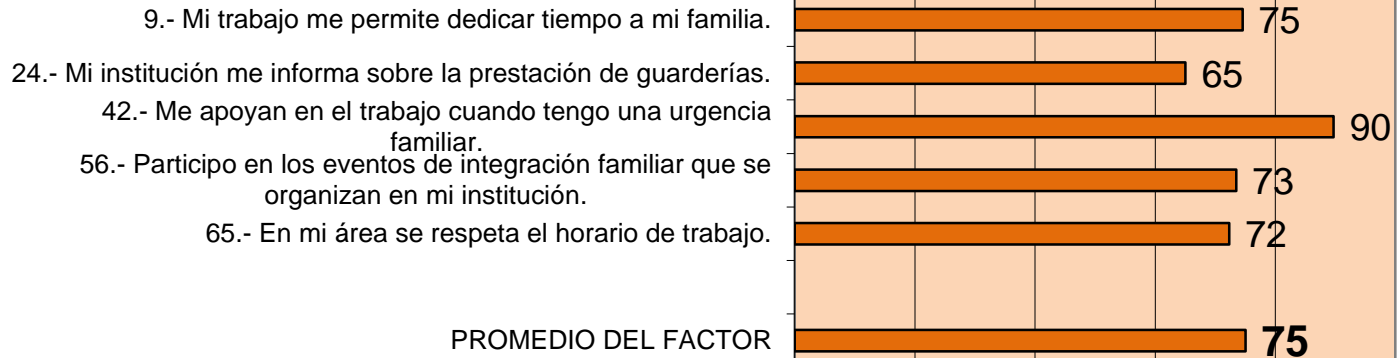 9.- Mi trabajo me permite dedicar tiempo a mi familia. 75
24.- Mi institución me informa sobre la prestación de guarderías. 65
42.- Me apoyan en el trabajo cuando tengo una urgencia
familiar. 90
56.- Participo en los eventos de integración familiar que se
organizan en mi institución. 73
65.- En mi área se respeta el horario de trabajo. 72
PROMEDIO DEL FACTOR 75